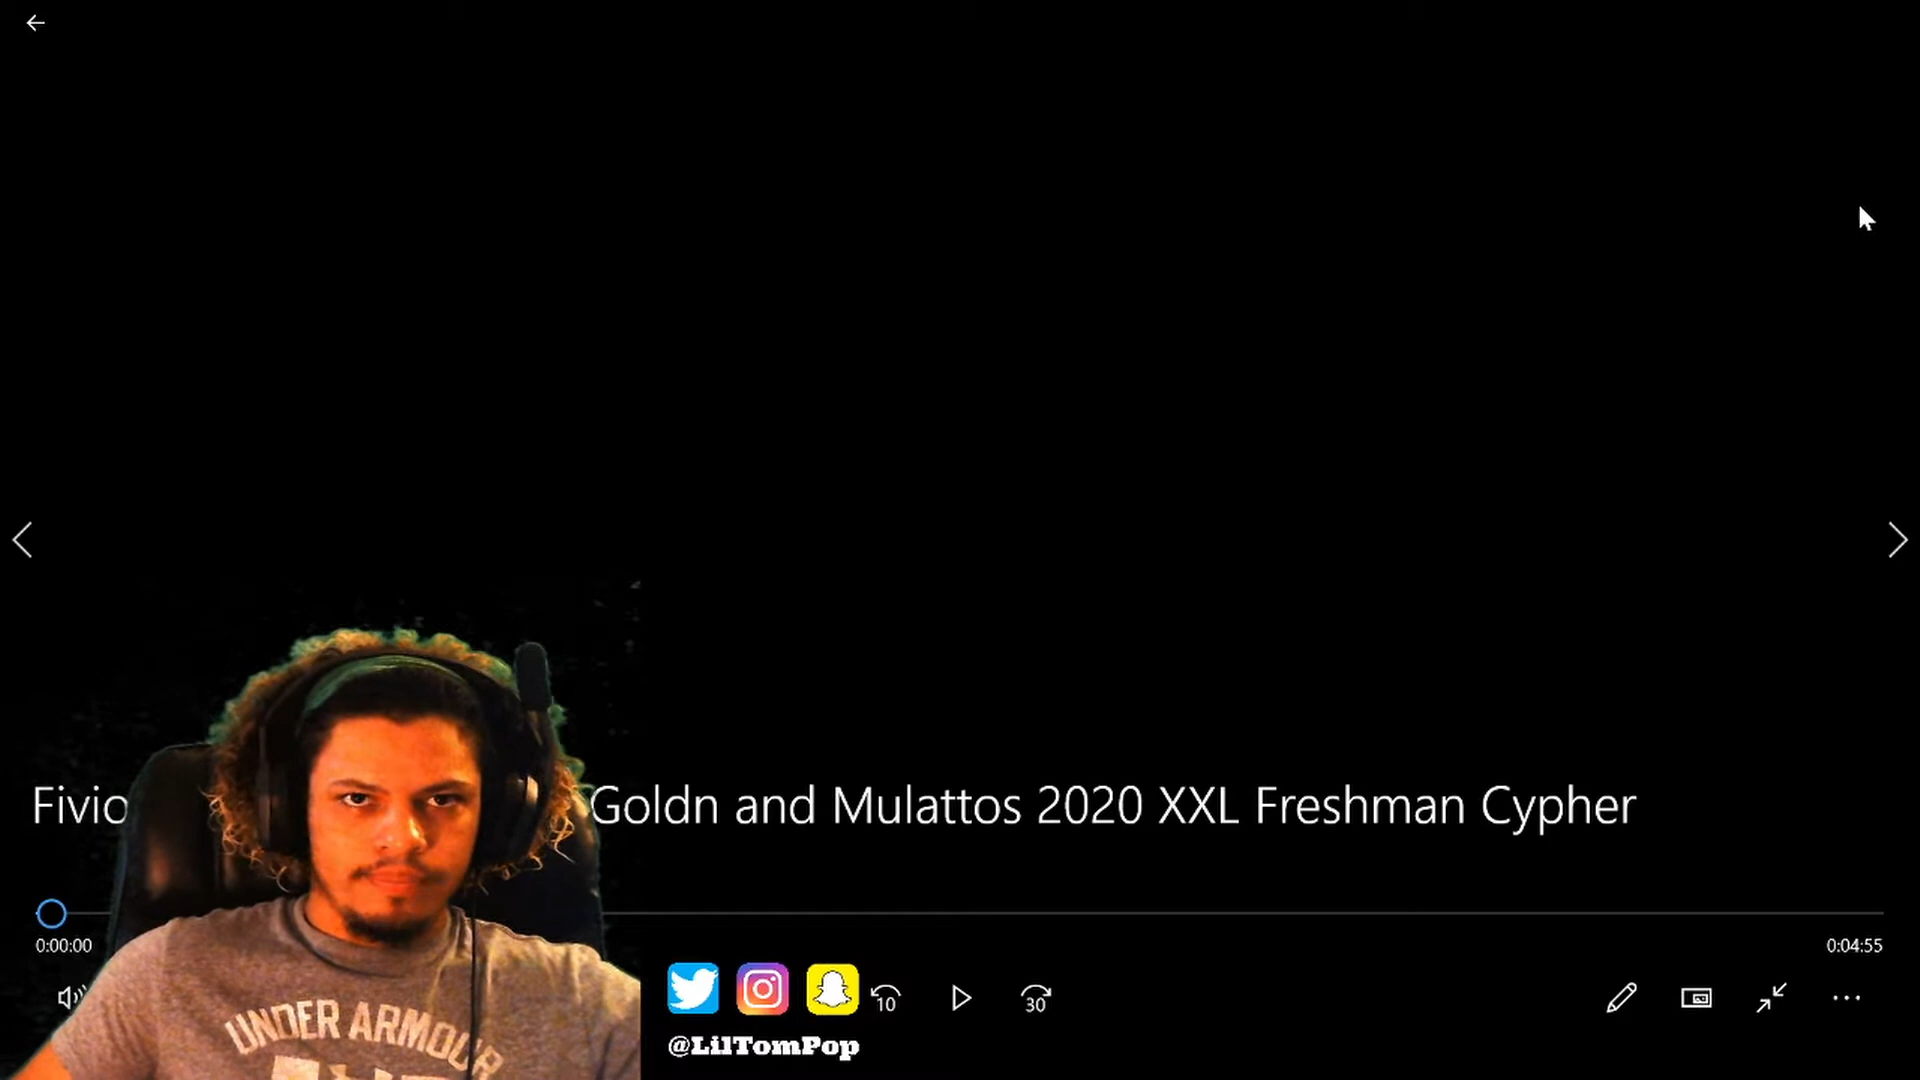 Fivio Goldn and Mulattos 2020 XXL Freshman Cypher
0:00:00
0:04:55
10
30
@LilTomPop
UNDER ARMOUR